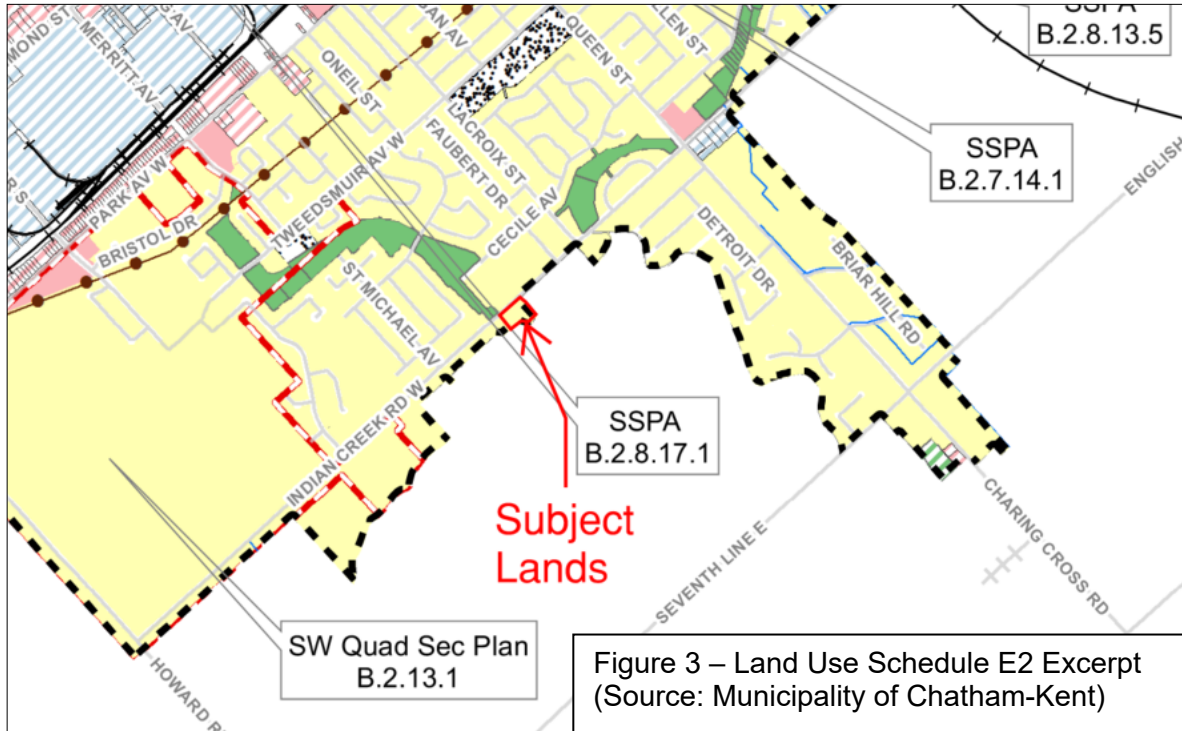 SSPA
B.2.8.13.5
MERRITT AV
ONEIL ST
QUEEN ST
LACROIX ST
FAUBERT DR
SSPA
B.2.7.14.1
ENGLISH
PARK AV W
BRISTOL DR
TWEEDSMUIR AV W
CECILE AV
DETROIT DR
BRIAR HILL RD
ST MICHAEL AV
INDIAN CREEK RD W
SSPA
B.2.8.17.1
Subject
Lands
SEVENTH LINE E
CHARING CROSS RD
SW Quad Sec Plan
B.2.13.1
HOWARD
Figure 3 – Land Use Schedule E2 Excerpt
(Source: Municipality of Chatham-Kent)